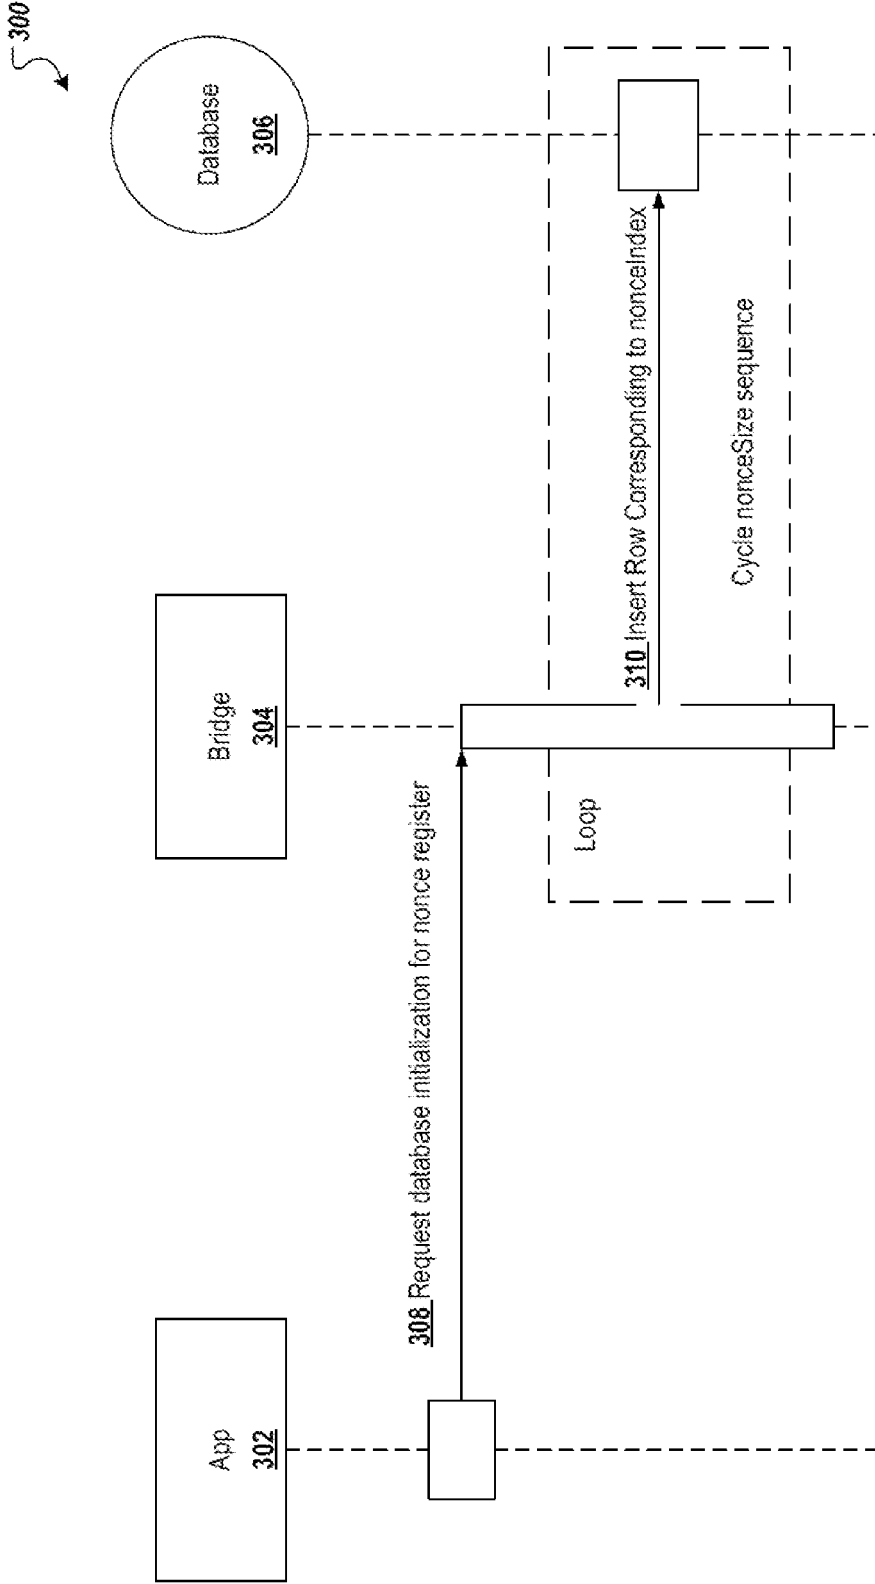 300
App
302
Bridge
304
Database
306
308 Request database initialization for nonce register
Loop
310 Insert Row Corresponding to nonceIndex
Cycle nonceSize sequence